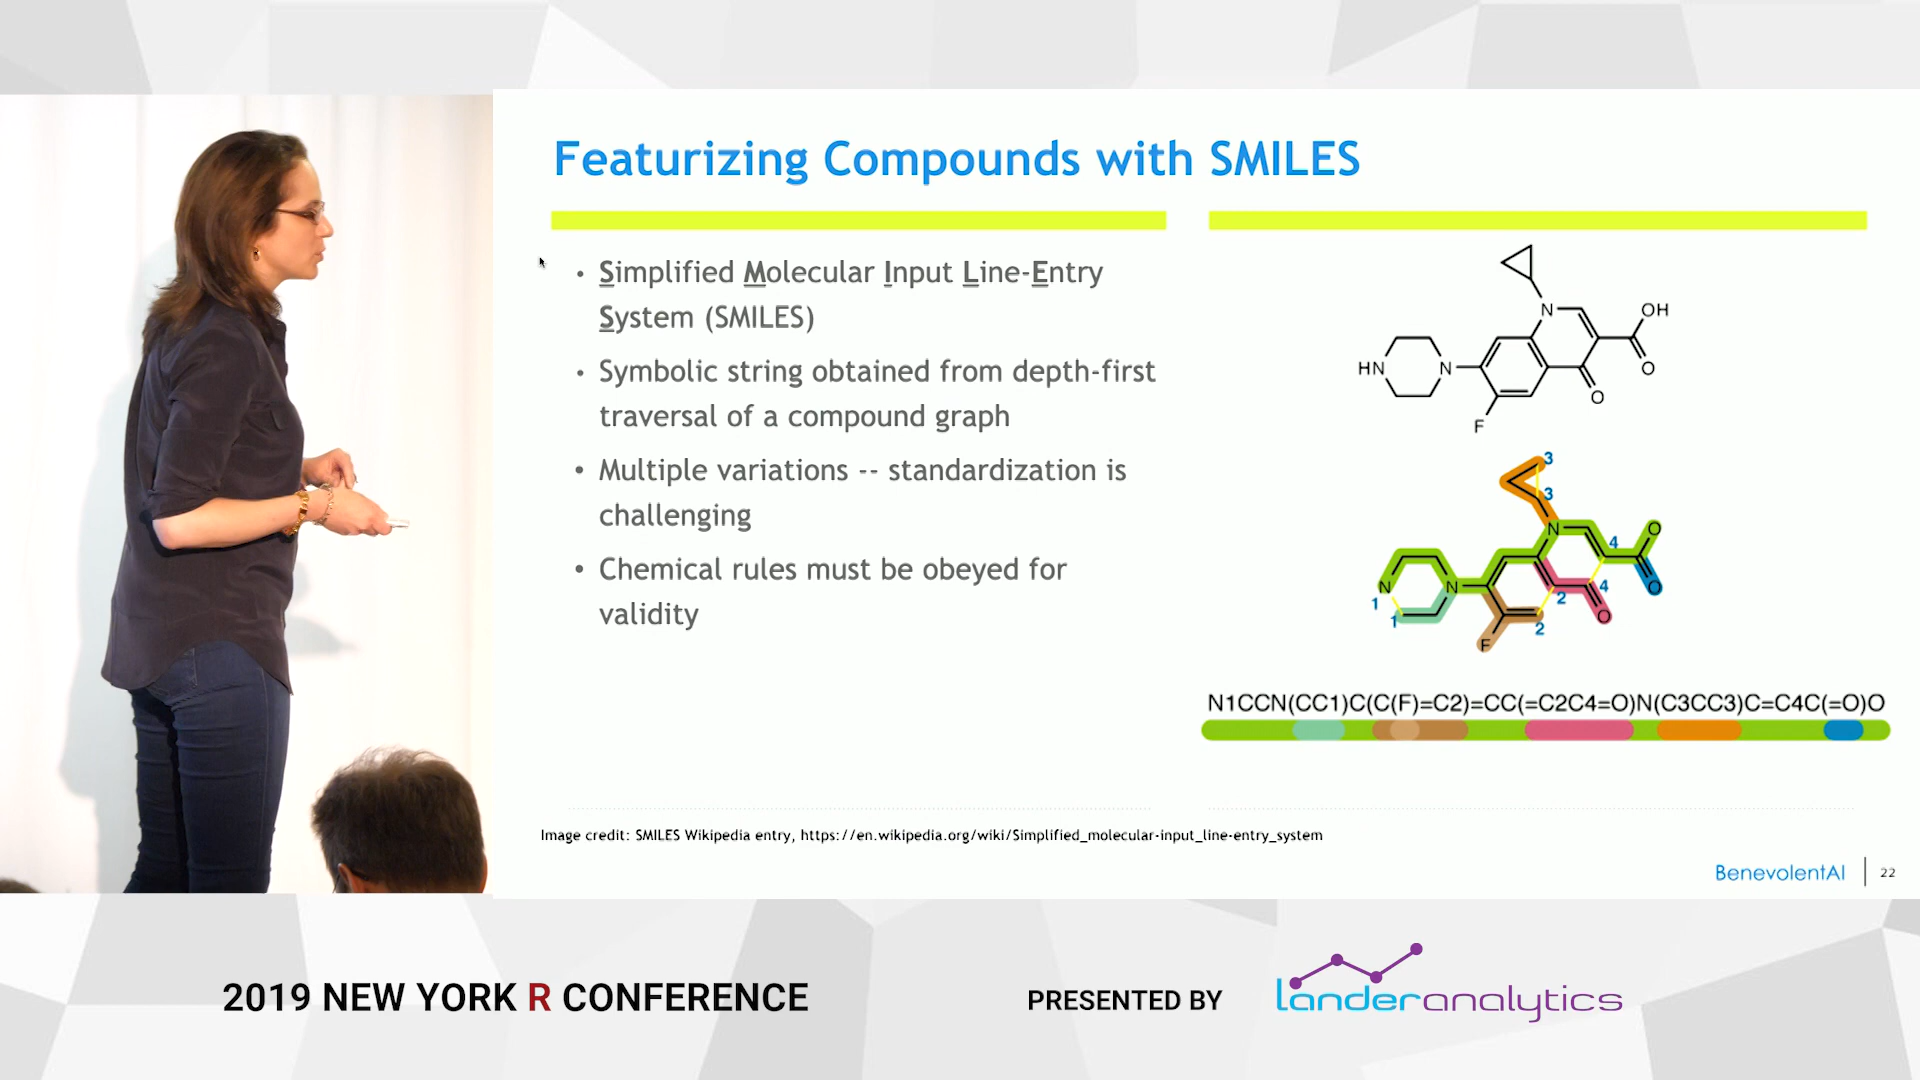 Featurizing Compounds with SMILES
• Simplified Molecular Input Line-Entry
System (SMILES)
• Symbolic string obtained from depth-first
traversal of a compound graph
• Multiple variations -- standardization is
challenging
• Chemical rules must be obeyed for
validity
N
OH
HN
N
O
O
F
3
3
N
O
4
N
N
4
O
1
2
O
1
2
F
N1CCN(CC1)C(C(F)=C2)=CC(=C2C4=O)N(C3CC3)C=C4C(=O)O
Image credit: SMILES Wikipedia entry, https://en.wikipedia.org/wiki/Simplified_molecular-input_line-entry_system
BenevolentAI | 22
2019 NEW YORK R CONFERENCE
PRESENTED BY
landeranalytics